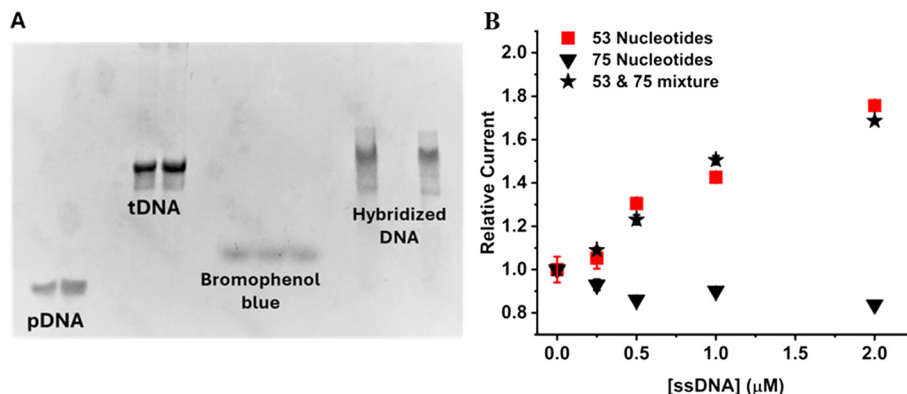 A
tDNA
Hybridized
DNA
Bromophenol
blue
pDNA
B
53 Nucleotides
75 Nucleotides
53 & 75 mixture
Relative Current
2.0
1.8
1.6
1.4
1.2
1.0
0.8
0.0
0.5
1.0
1.5
2.0
[ssDNA] (μM)